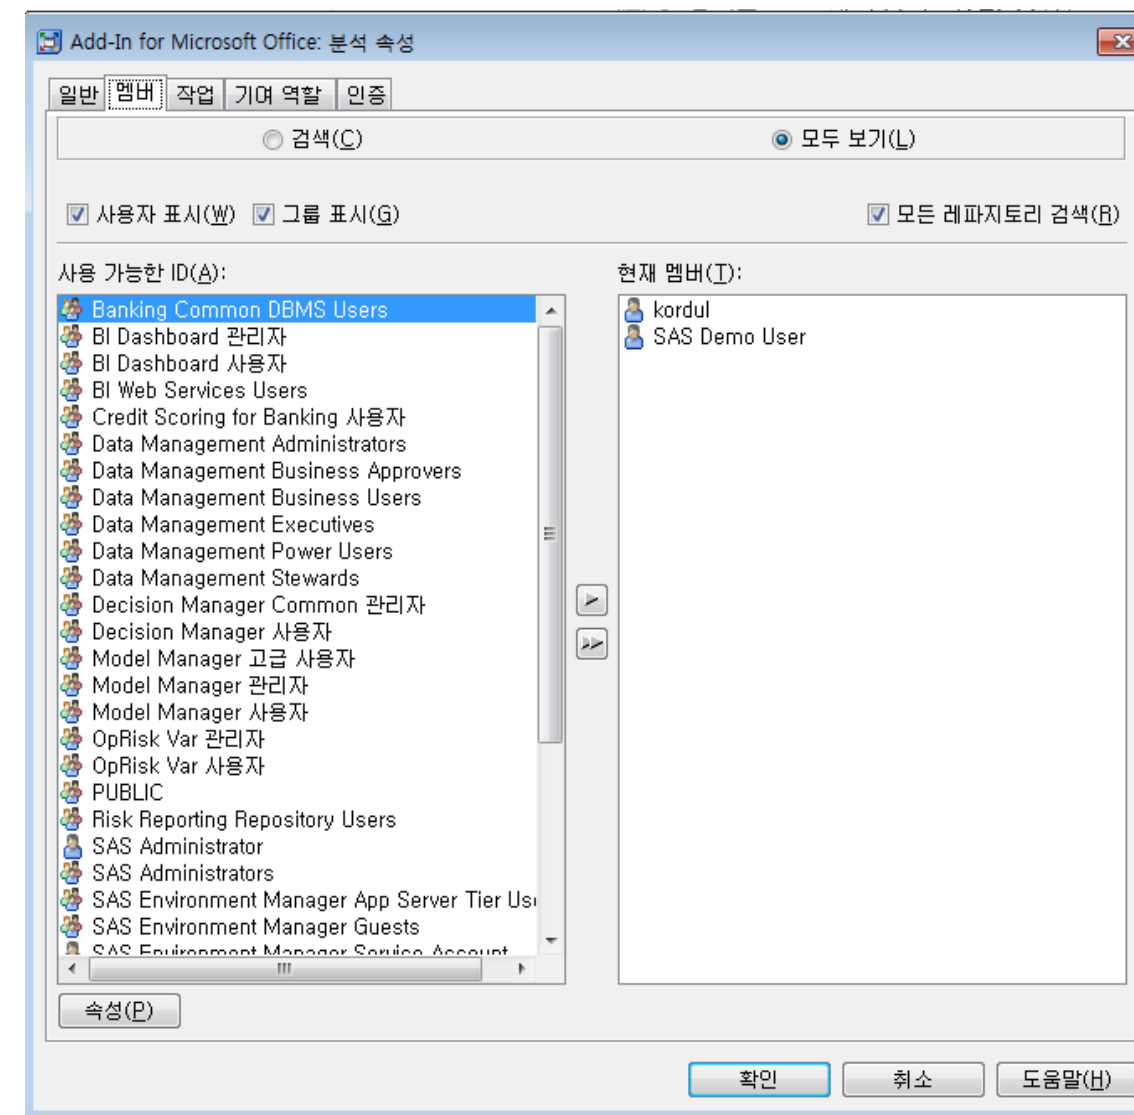 Add-In for Microsoft Office: 분석 속성
일반 멤버 작업 기여 역할 인증
검색(C) 모두 보기(L)
사용자 표시(W) 그룹 표시(G) 모든 레파지토리 검색(R)
사용 가능한 ID(A): 현재 멤버(T):
Banking Common DBMS Users
BI Dashboard 관리자
BI Dashboard 사용자
BI Web Services Users
Credit Scoring for Banking 사용자
Data Management Administrators
Data Management Business Approvers
Data Management Business Users
Data Management Executives
Data Management Power Users
Data Management Stewards
Decision Manager Common 관리자
Decision Manager 사용자
Model Manager 고급 사용자
Model Manager 관리자
Model Manager 사용자
OpRisk Var 관리자
OpRisk Var 사용자
PUBLIC
Risk Reporting Repository Users
SAS Administrator
SAS Administrators
SAS Environment Manager App Server Tier Us
SAS Environment Manager Guests
SAS Environment Manager Service Account
kordul
SAS Demo User
속성(P)
확인 취소 도움말(H)